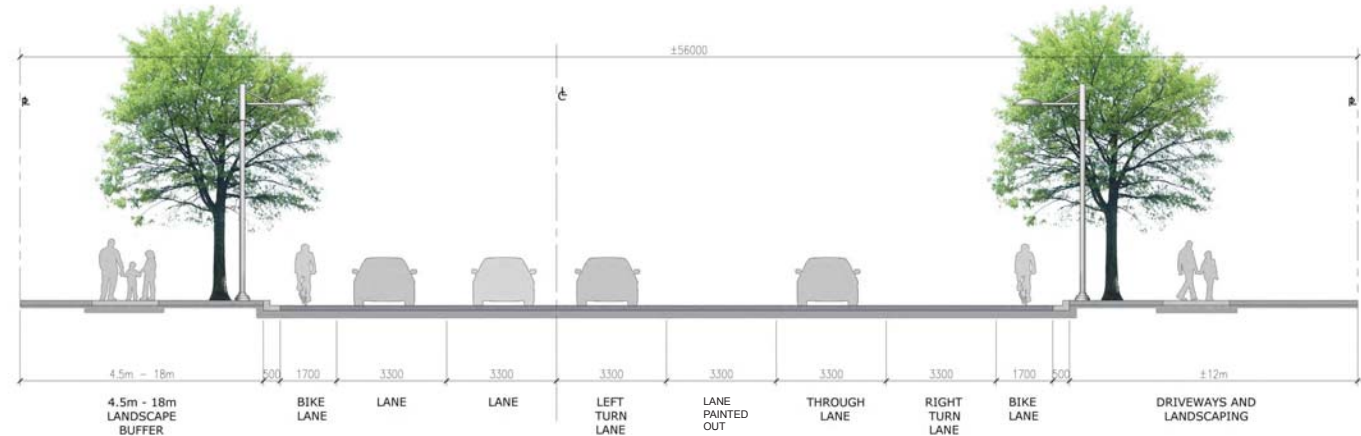 ±56000
℄
4.5m - 18m
500
1700
3300
3300
3300
3300
3300
3300
1700
500
±12m
4.5m - 18m
LANDSCAPE
BUFFER
BIKE
LANE
LANE
LANE
LEFT
TURN
LANE
LANE
PAINTED
OUT
THROUGH
LANE
RIGHT
TURN
LANE
BIKE
LANE
DRIVEWAYS AND
LANDSCAPING